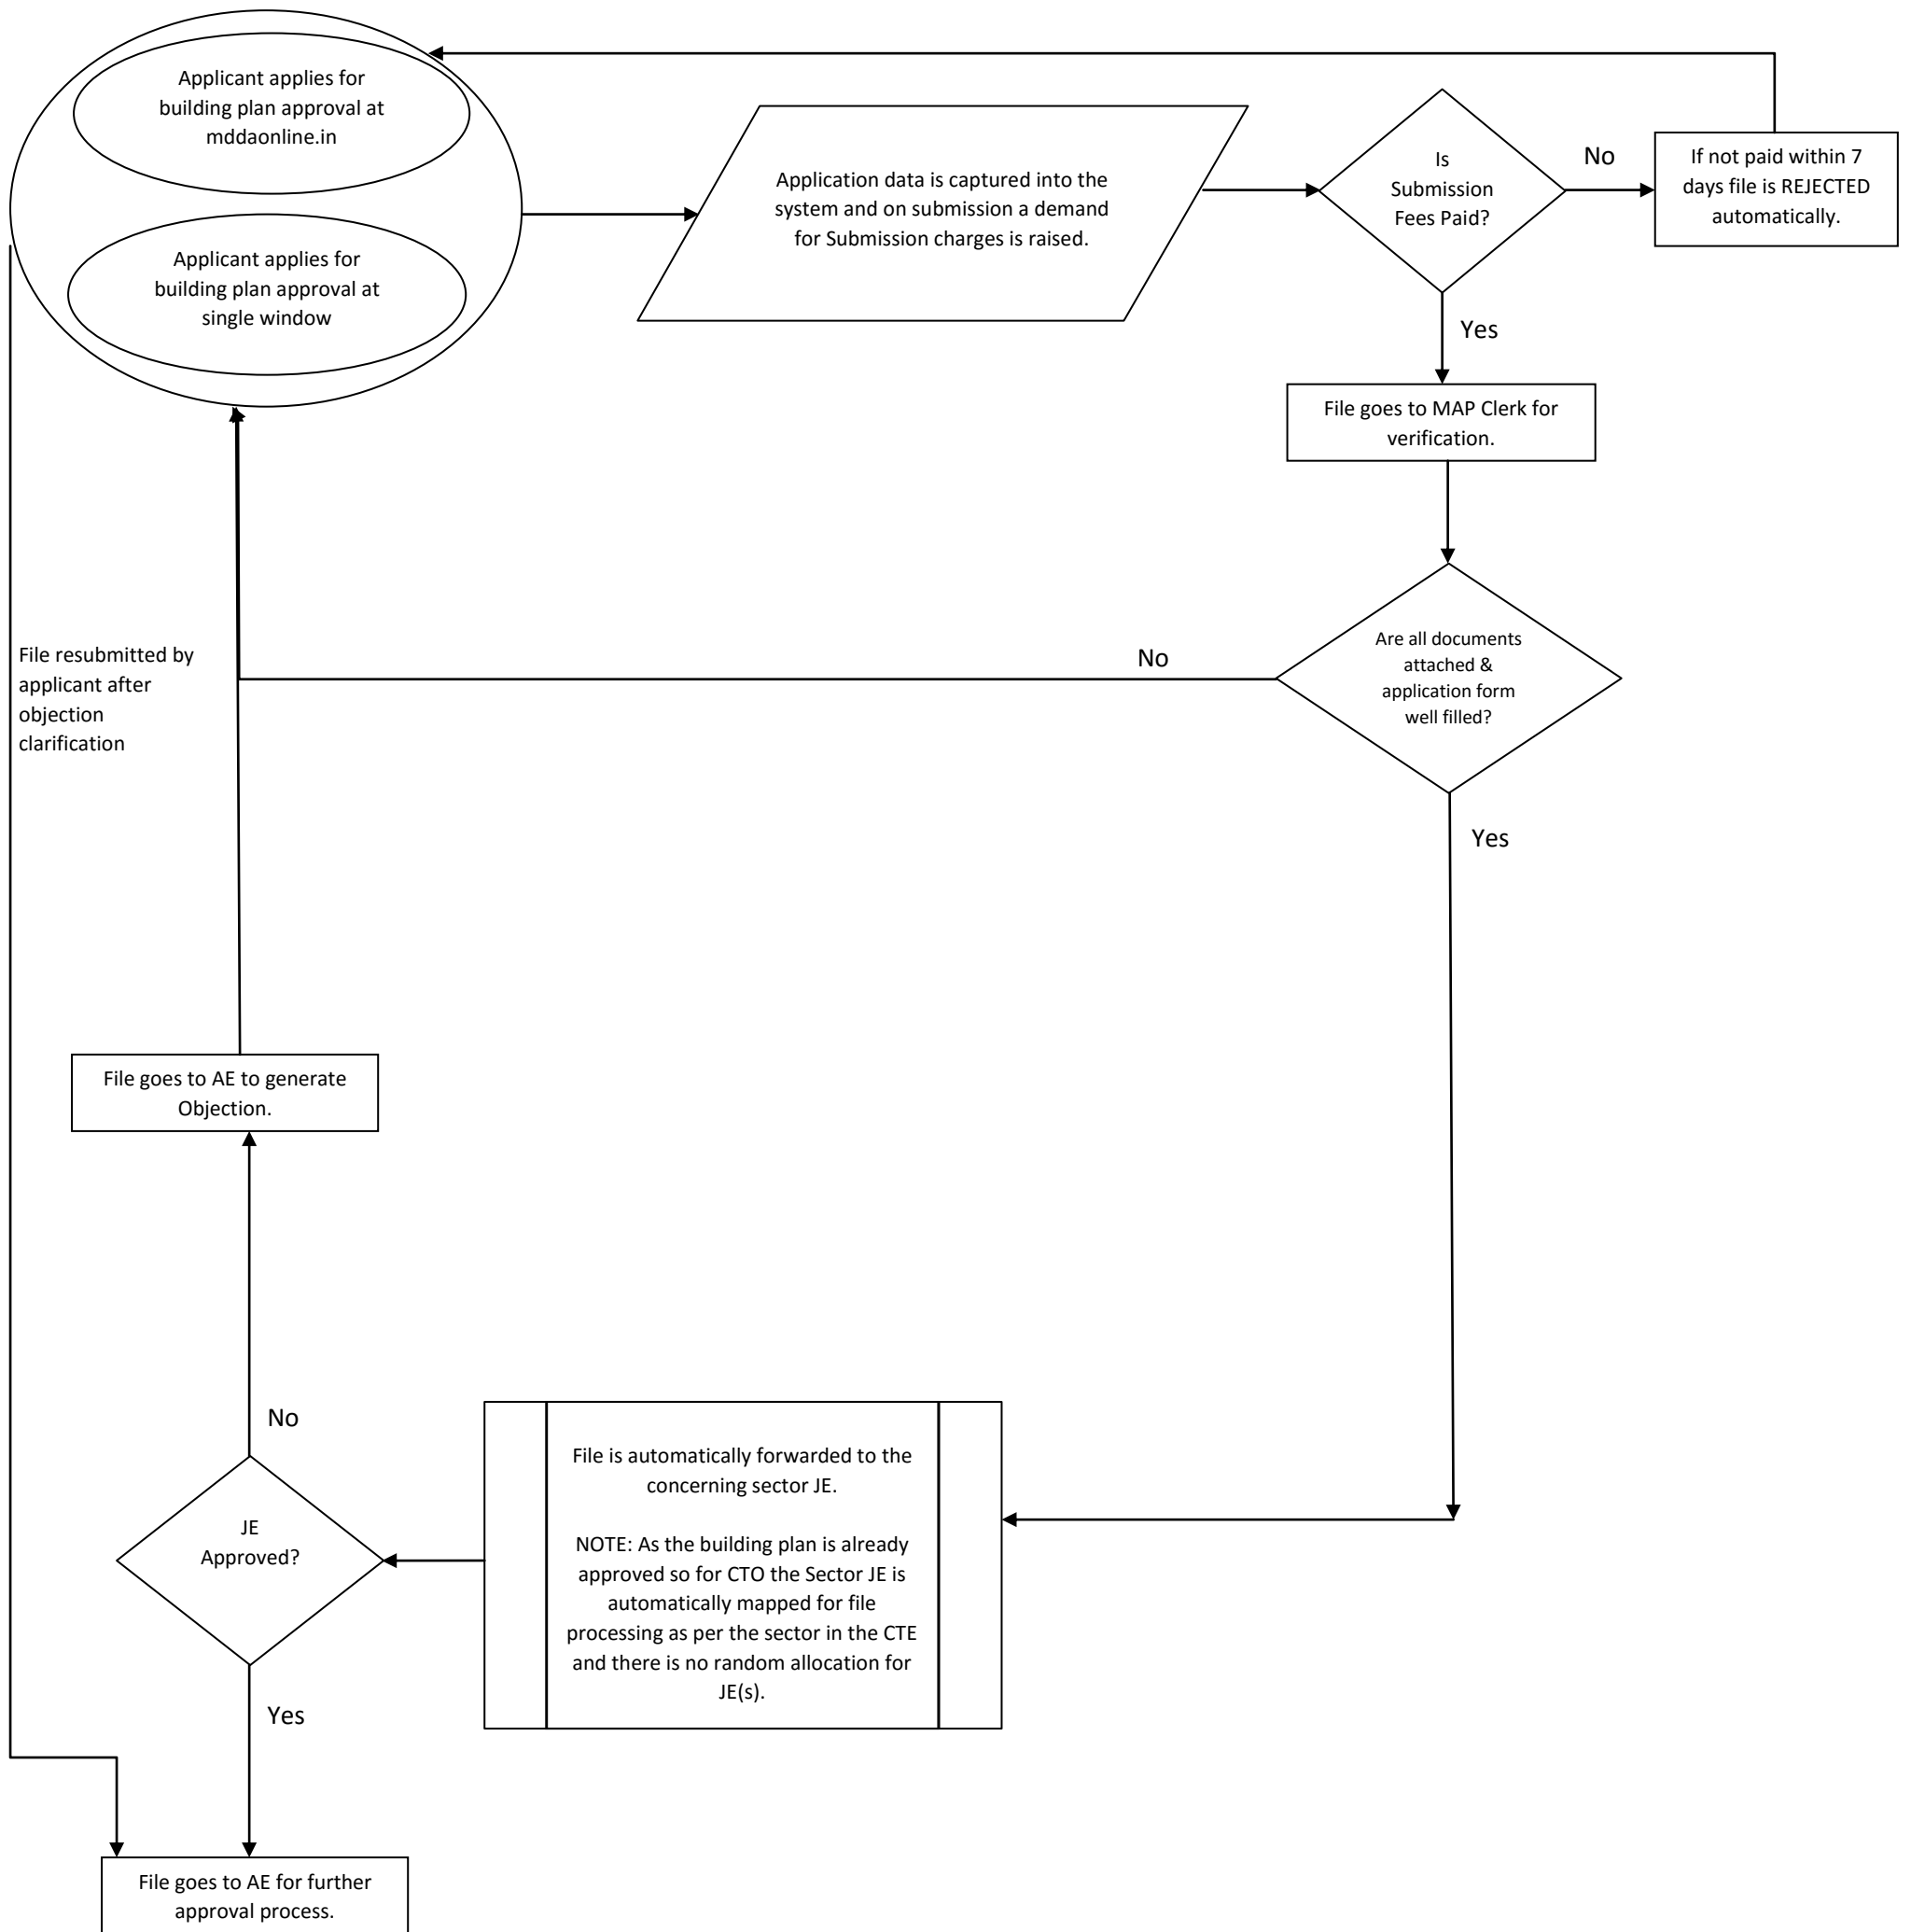 Applicant applies for
building plan approval at
mddaonline.in
Applicant applies for
building plan approval at
single window
Application data is captured into the
system and on submission a demand
for Submission charges is raised.
Is
Submission
Fees Paid?
No
If not paid within 7
days file is REJECTED
automatically.
Yes
File goes to MAP Clerk for
verification.
Are all documents
attached &
application form
well filled?
No
Yes
File resubmitted by
applicant after
objection
clarification
File goes to AE to generate
Objection.
No
File is automatically forwarded to the
concerning sector JE.
NOTE: As the building plan is already
approved so for CTO the Sector JE is
automatically mapped for file
processing as per the sector in the CTE
and there is no random allocation for
JE(s).
JE
Approved?
Yes
File goes to AE for further
approval process.